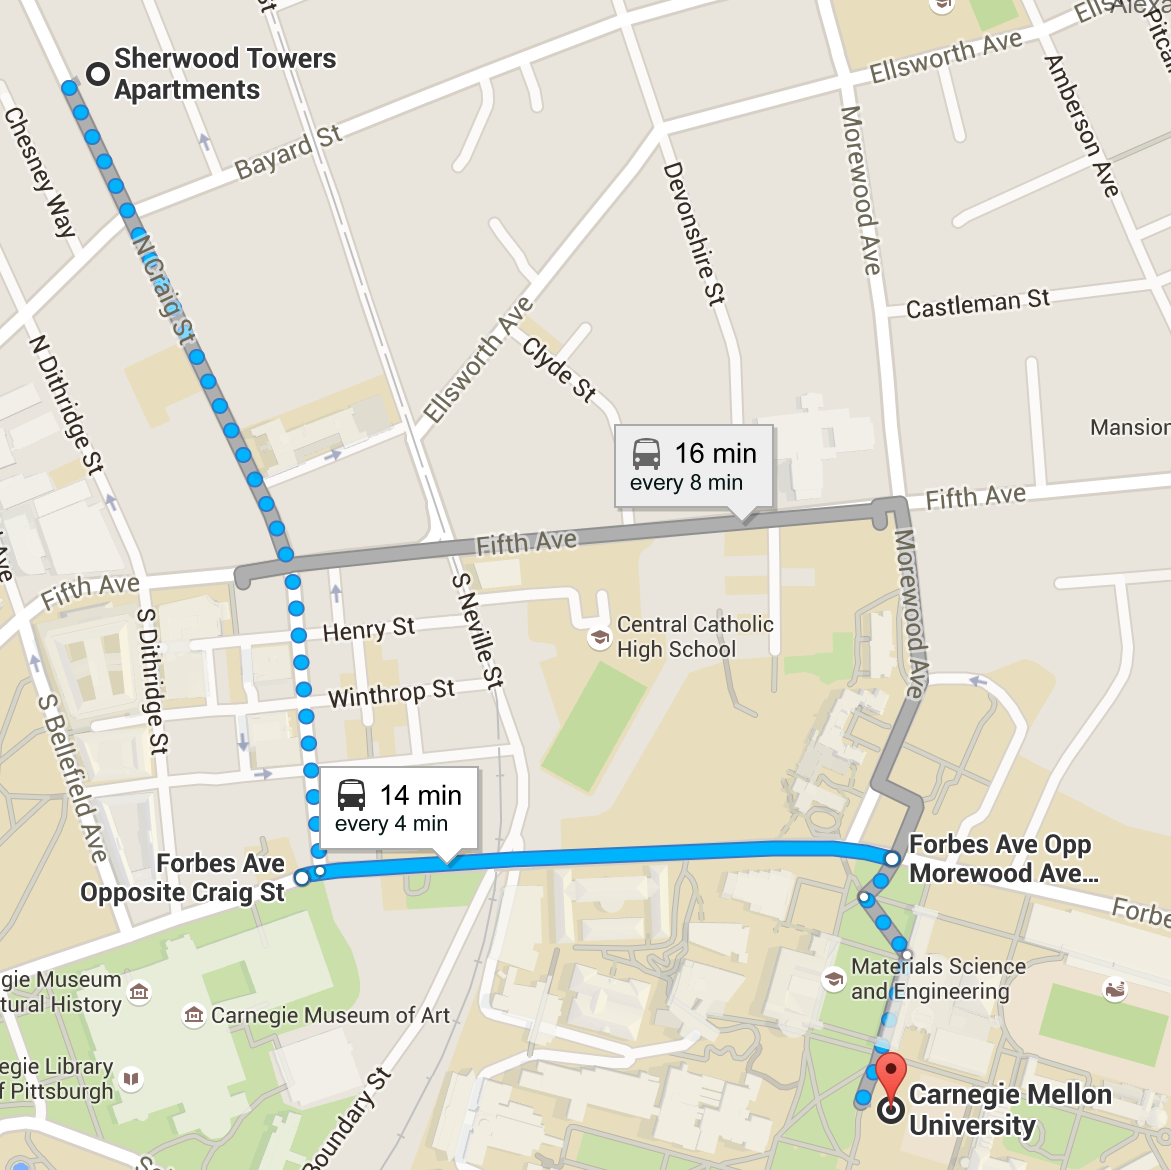 Sherwood Towers
Apartments
Ellsworth Ave
Bayard St
Chesney Way
Morewood Ave
Amberson Ave
Devonshire St
N Craig St
Castleman St
Ellsworth Ave
Clyde St
N Dithridge St
Mansion
16 min
every 8 min
Fifth Ave
Fifth Ave
Fifth Ave
Morewood Ave
S Neville St
Henry St
Central Catholic
High School
S Dithridge St
Winthrop St
S Bellefield Ave
14 min
every 4 min
Forbes Ave
Opposite Craig St
Forbes Ave Opp
Morewood Ave...
Forbe
gie Museum
tural History
Materials Science
and Engineering
Carnegie Museum of Art
egie Library
f Pittsburgh
Boundary St
Carnegie Mellon
University